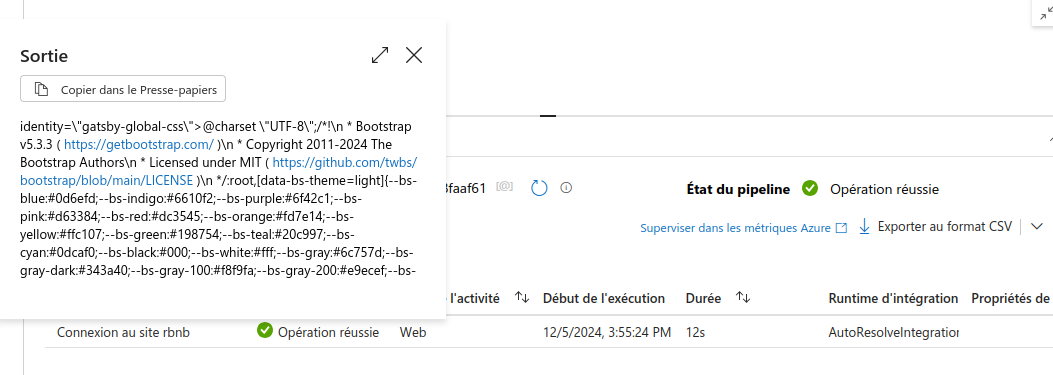 Sortie
Copier dans le Presse-papiers
identity=\"gatsby-global-css\">@charset \"UTF-8\";/*!\n * Bootstrap
v5.3.3 ( https://getbootstrap.com/ )\n * Copyright 2011-2024 The
Bootstrap Authors\n * Licensed under MIT ( https://github.com/twbs/
bootstrap/blob/main/LICENSE )\n */:root,[data-bs-theme=light]{--bs-
blue:#0d6efd;--bs-indigo:#6610f2;--bs-purple:#6f42c1;--bs-
pink:#d63384;--bs-red:#dc3545;--bs-orange:#fd7e14;--bs-
yellow:#ffc107;--bs-green:#198754;--bs-teal:#20c997;--bs-
cyan:#0dcaf0;--bs-black:#000;--bs-white:#fff;--bs-gray:#6c757d;--bs-
gray-dark:#343a40;--bs-gray-100:#f8f9fa;--bs-gray-200:#e9ecef;--bs-
faaf61 État du pipeline Opération réussie
Superviser dans les métriques Azure Exporter au format CSV
l'activité Début de l'exécution Durée Runtime d'intégration Propriétés de
Connexion au site rbnb Opération réussie Web 12/5/2024, 3:55:24 PM 12s AutoResolveIntegration